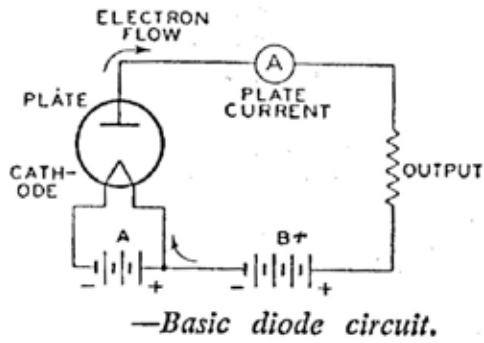 ELECTRON
FLOW
A
PLATE
CURRENT
PLATE
CATH-
ODE
OUTPUT
A
- +
B+
- +
—Basic diode circuit.